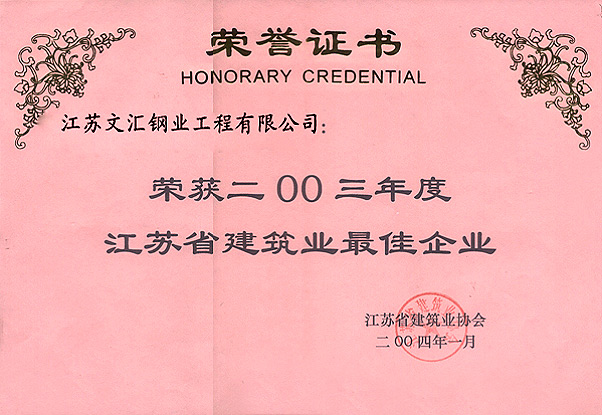 荣誉证书
HONORARY CREDENTIAL
江苏文汇钢业工程有限公司：
荣获二00三年度
江苏省建筑业最佳企业
江苏省建筑业协会
二00四年一月